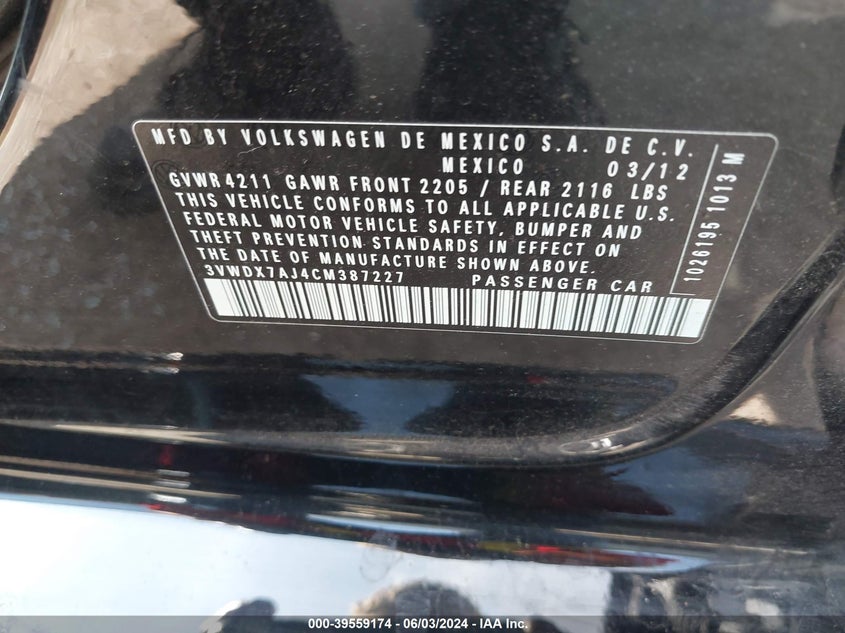 MFD BY VOLKSWAGEN DE MEXICO S.A. DE C.V.
MEXICO 03/12
GVWR 4211 GAWR FRONT 2205 / REAR 2116 LBS
THIS VEHICLE CONFORMS TO ALL APPLICABLE U.S.
FEDERAL MOTOR VEHICLE SAFETY, BUMPER AND
THEFT PREVENTION STANDARDS IN EFFECT ON
THE DATE OF MANUFACTURE SHOWN ABOVE.
3VWDX7AJ4CM387227 PASSENGER CAR
1026195 1013 M
000-39559174 - 06/03/2024 - IAA Inc.